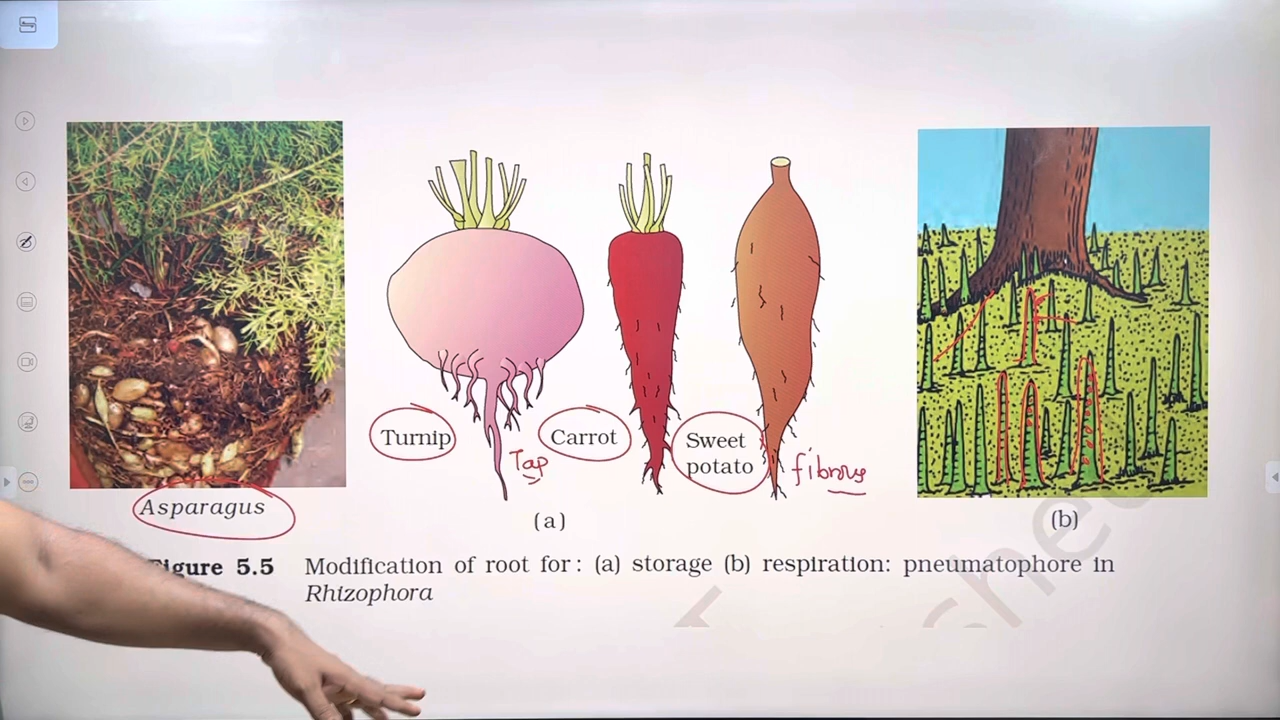 Turnip
Carrot
Sweet
potato
Tap
fibrous
Asparagus
(a)
(b)
Figure 5.5 Modification of root for: (a) storage (b) respiration: pneumatophore in
Rhizophora